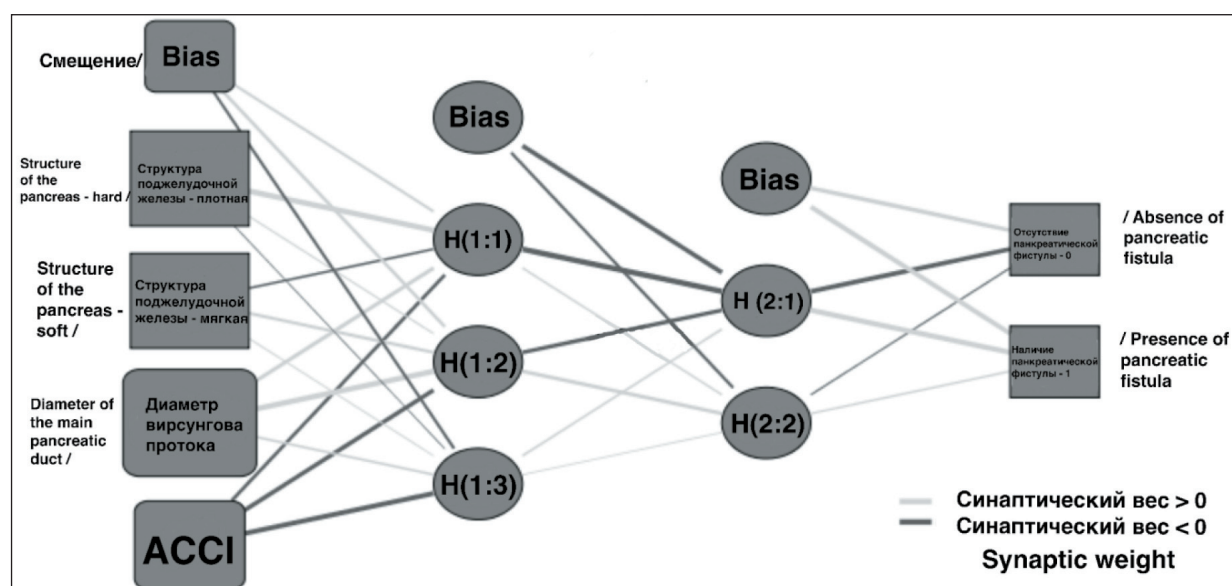 Смещение/
Bias
Structure
of the
pancreas - hard /
Структура
поджелудочной
железы - плотная
Structure
of the
pancreas -
soft /
Структура
поджелудочной
железы - мягкая
Diameter of
the main
pancreatic
duct /
Диаметр
вирсунгова
протока
ACCI
Bias
H(1:1)
H(1:2)
H(1:3)
Bias
H (2:1)
H(2:2)
Отсутствие
панкреатической
фистулы - 0
/ Absence of
pancreatic
fistula
Наличие
панкреатической
фистулы - 1
/ Presence of
pancreatic
fistula
Синаптический вес > 0
Синаптический вес < 0
Synaptic weight